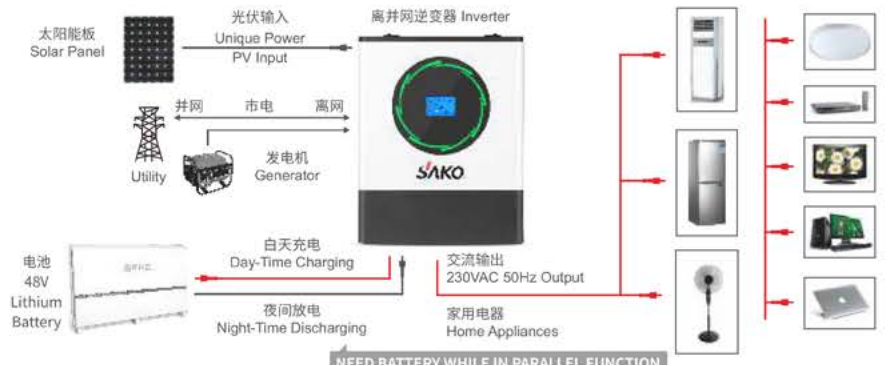 太阳能板
Solar Panel
光伏输入
Unique Power
PV Input
离井网逆变器 Inverter
并网
市电
离网
Utility
发电机
Generator
SAKO
电池
48V
Lithium
Battery
白天充电
Day-Time Charging
夜间放电
Night-Time Discharging
交流输出
230VAC 50Hz Output
家用电器
Home Appliances
NEED BATTERY WHILE IN PARALLEL FUNCTION